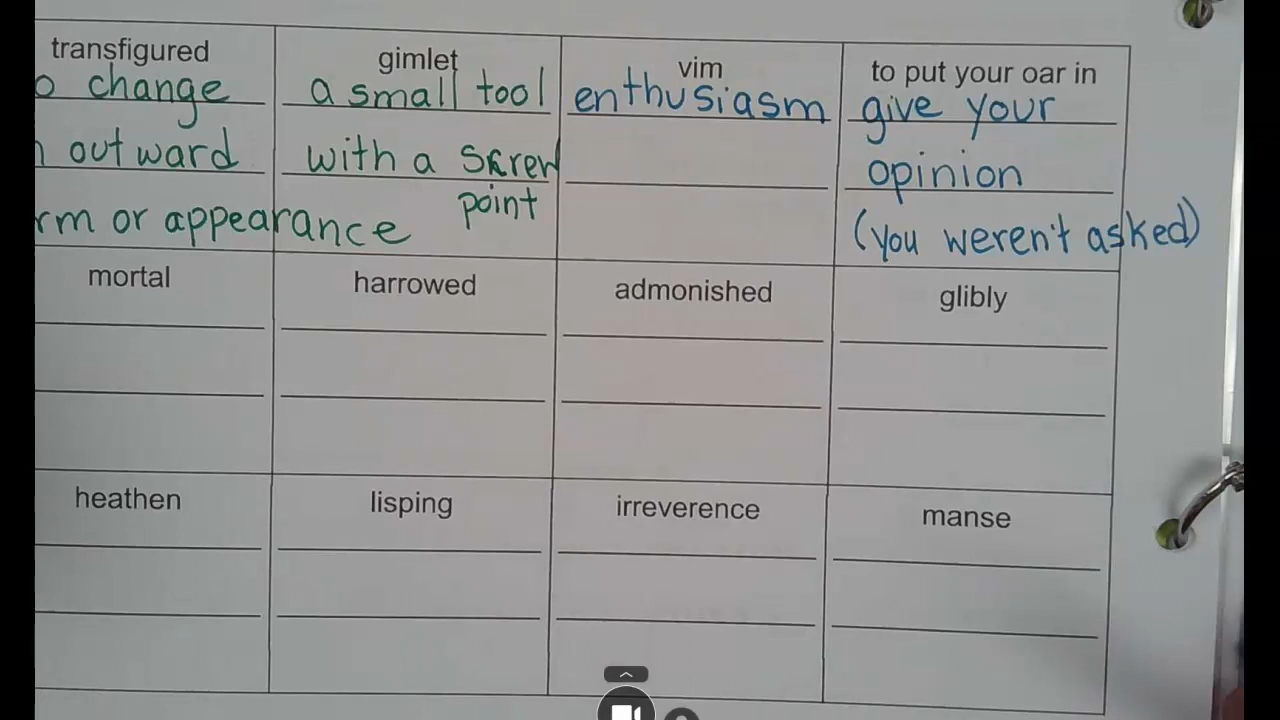 transfigured
gimlet
vim
to put your oar in
o change
a small tool
enthusiasm
give your
outward
with a screw
opinion
rm or appearance
point
(you weren't asked)
mortal
harrowed
admonished
glibly
heathen
lisping
irreverence
manse